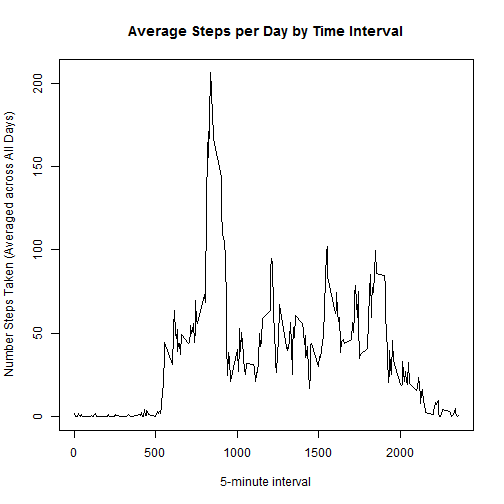 Average Steps per Day by Time Interval
Number Steps Taken (Averaged across All Days)
200
150
100
50
0
0 500 1000 1500 2000
5-minute interval